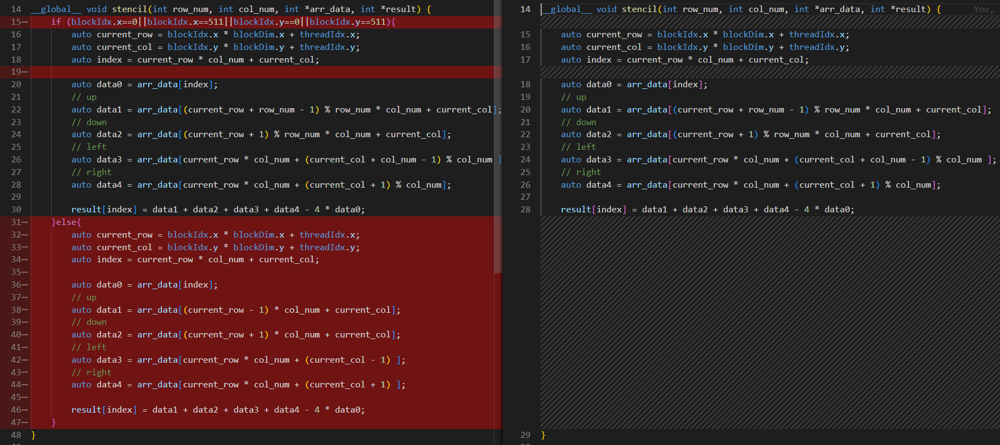 14 __global__ void stencil(int row_num, int col_num, int *arr_data, int *result) {
15— if (blockIdx.x==0||blockIdx.x==511||blockIdx.y==0||blockIdx.y==511){
16 auto current_row = blockIdx.x * blockDim.x + threadIdx.x;
17 auto current_col = blockIdx.y * blockDim.y + threadIdx.y;
18 auto index = current_row * col_num + current_col;
19—
20 auto data0 = arr_data[index];
21 // up
22 auto data1 = arr_data[(current_row + row_num - 1) % row_num * col_num + current_col];
23 // down
24 auto data2 = arr_data[(current_row + 1) % row_num * col_num + current_col];
25 // left
26 auto data3 = arr_data[current_row * col_num + (current_col + col_num - 1) % col_num ]
27 // right
28 auto data4 = arr_data[current_row * col_num + (current_col + 1) % col_num];
29
30 result[index] = data1 + data2 + data3 + data4 - 4 * data0;
31— }else{
32— auto current_row = blockIdx.x * blockDim.x + threadIdx.x;
33— auto current_col = blockIdx.y * blockDim.y + threadIdx.y;
34— auto index = current_row * col_num + current_col;
35—
36— auto data0 = arr_data[index];
37— // up
38— auto data1 = arr_data[(current_row - 1) * col_num + current_col];
39— // down
40— auto data2 = arr_data[(current_row + 1) * col_num + current_col];
41— // left
42— auto data3 = arr_data[current_row * col_num + (current_col - 1) ];
43— // right
44— auto data4 = arr_data[current_row * col_num + (current_col + 1) ];
45—
46— result[index] = data1 + data2 + data3 + data4 - 4 * data0;
47— }
48 }
14 __global__ void stencil(int row_num, int col_num, int *arr_data, int *result) { You,
15 auto current_row = blockIdx.x * blockDim.x + threadIdx.x;
16 auto current_col = blockIdx.y * blockDim.y + threadIdx.y;
17 auto index = current_row * col_num + current_col;
18 auto data0 = arr_data[index];
19 // up
20 auto data1 = arr_data[(current_row + row_num - 1) % row_num * col_num + current_col];
21 // down
22 auto data2 = arr_data[(current_row + 1) % row_num * col_num + current_col];
23 // left
24 auto data3 = arr_data[current_row * col_num + (current_col + col_num - 1) % col_num ];
25 // right
26 auto data4 = arr_data[current_row * col_num + (current_col + 1) % col_num];
27
28 result[index] = data1 + data2 + data3 + data4 - 4 * data0;
29 }